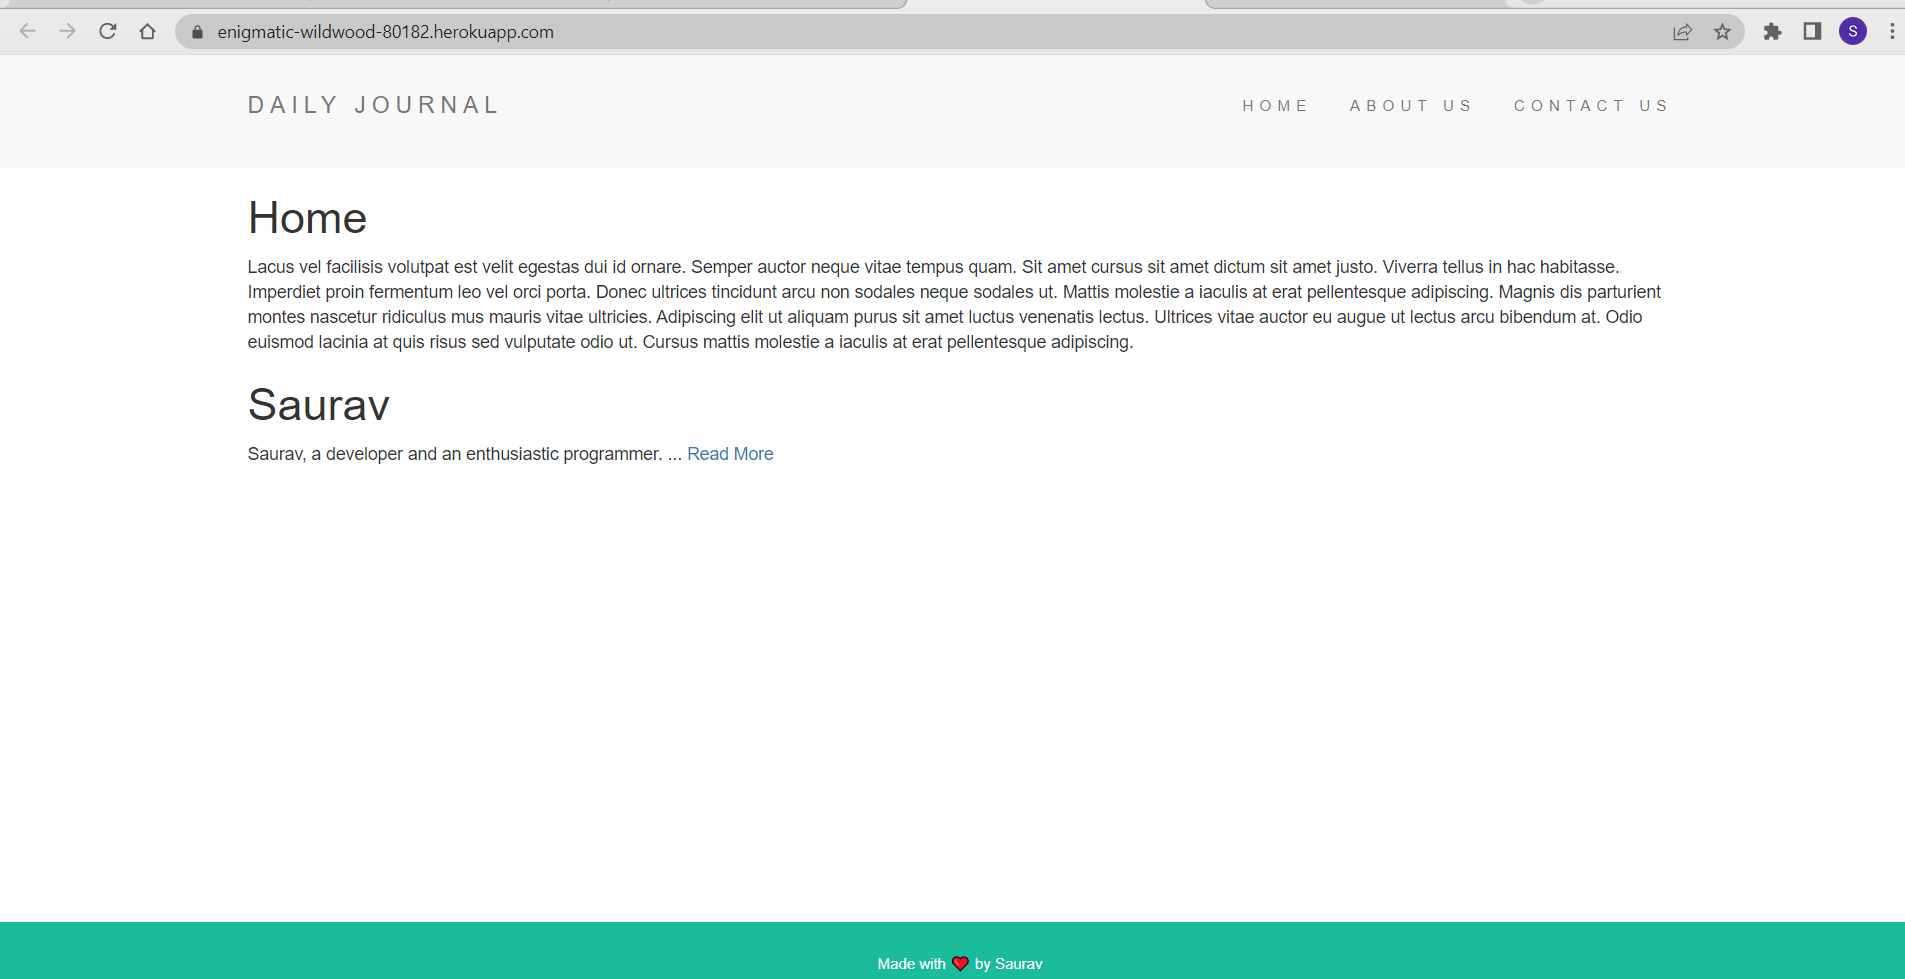 enigmatic-wildwood-80182.herokuapp.com
S
DAILY JOURNAL
HOME ABOUT US CONTACT US
Home
Lacus vel facilisis volutpat est velit egestas dui id ornare. Semper auctor neque vitae tempus quam. Sit amet cursus sit amet dictum sit amet justo. Viverra tellus in hac habitasse.
Imperdiet proin fermentum leo vel orci porta. Donec ultrices tincidunt arcu non sodales neque sodales ut. Mattis molestie a iaculis at erat pellentesque adipiscing. Magnis dis parturient
montes nascetur ridiculus mus mauris vitae ultricies. Adipiscing elit ut aliquam purus sit amet luctus venenatis lectus. Ultrices vitae auctor eu augue ut lectus arcu bibendum at. Odio
euismod lacinia at quis risus sed vulputate odio ut. Cursus mattis molestie a iaculis at erat pellentesque adipiscing.
Saurav
Saurav, a developer and an enthusiastic programmer. ... Read More
Made with ❤ by Saurav